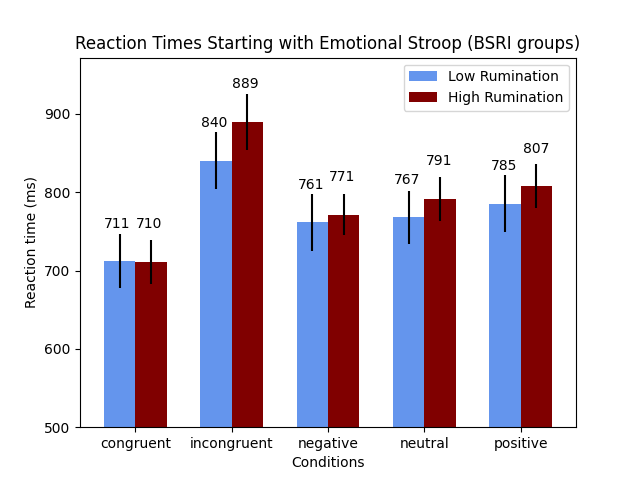 Reaction Times Starting with Emotional Stroop (BSRI groups)
Low Rumination
High Rumination
Reaction time (ms)
900
800
700
600
500
711 710
840 889
761 771
767 791
785 807
congruent incongruent negative neutral positive
Conditions